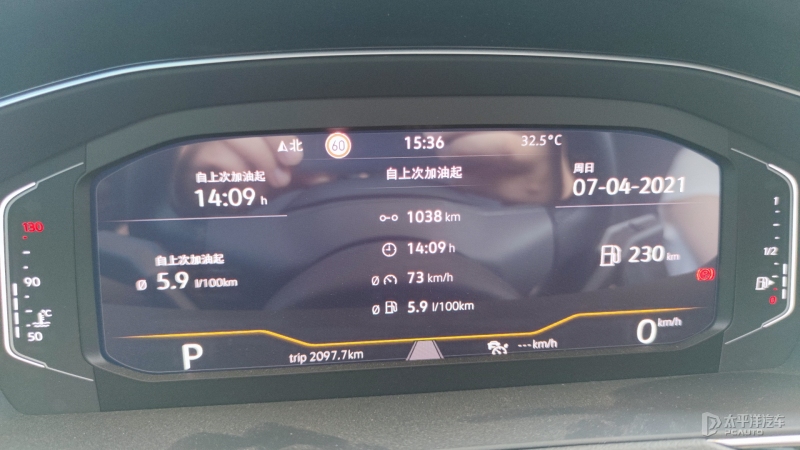 北 60 15:36 32.5°C
自上次加油起
14:09 h
自上次加油起
周日
07-04-2021
1038 km
14:09 h
Ø 73 km/h
Ø 5.9 l/100km
自上次加油起
Ø 5.9 l/100km
230 km
130
90
°C
50
1
1/2
0
P
trip 2097.7km
---km/h
0 km/h
太平洋汽车
PCAUTO